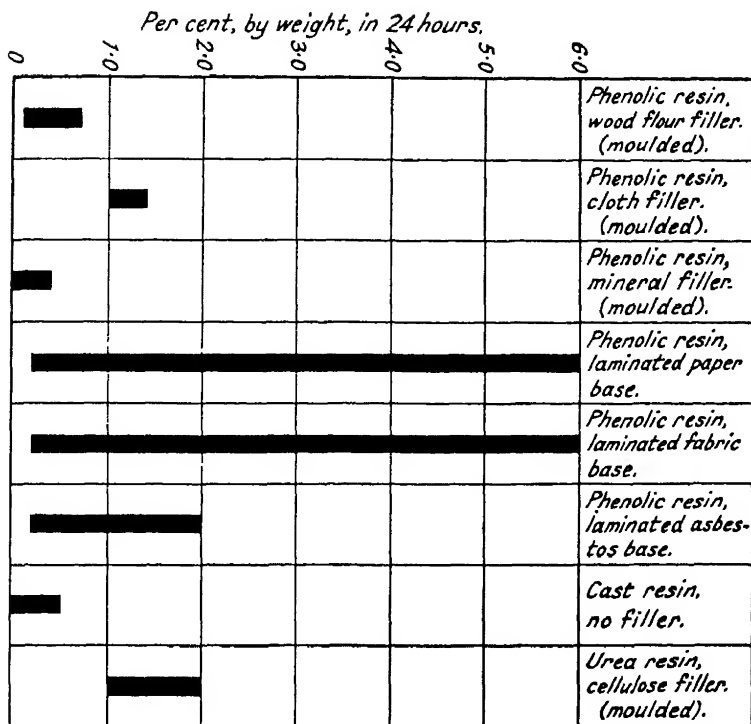 Per cent, by weight, in 24 hours.
0 1·0 2·0 3·0 4·0 5·0 6·0
Phenolic resin,
wood flour filler.
(moulded).
Phenolic resin,
cloth filler.
(moulded).
Phenolic resin,
mineral filler.
(moulded).
Phenolic resin,
laminated paper
base.
Phenolic resin,
laminated fabric
base.
Phenolic resin,
laminated asbes-
tos base.
Cast resin,
no filler.
Urea resin,
cellulose filler.
(moulded).